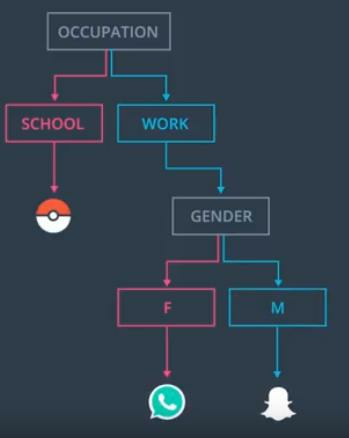 OCCUPATION
SCHOOL
WORK
GENDER
F
M